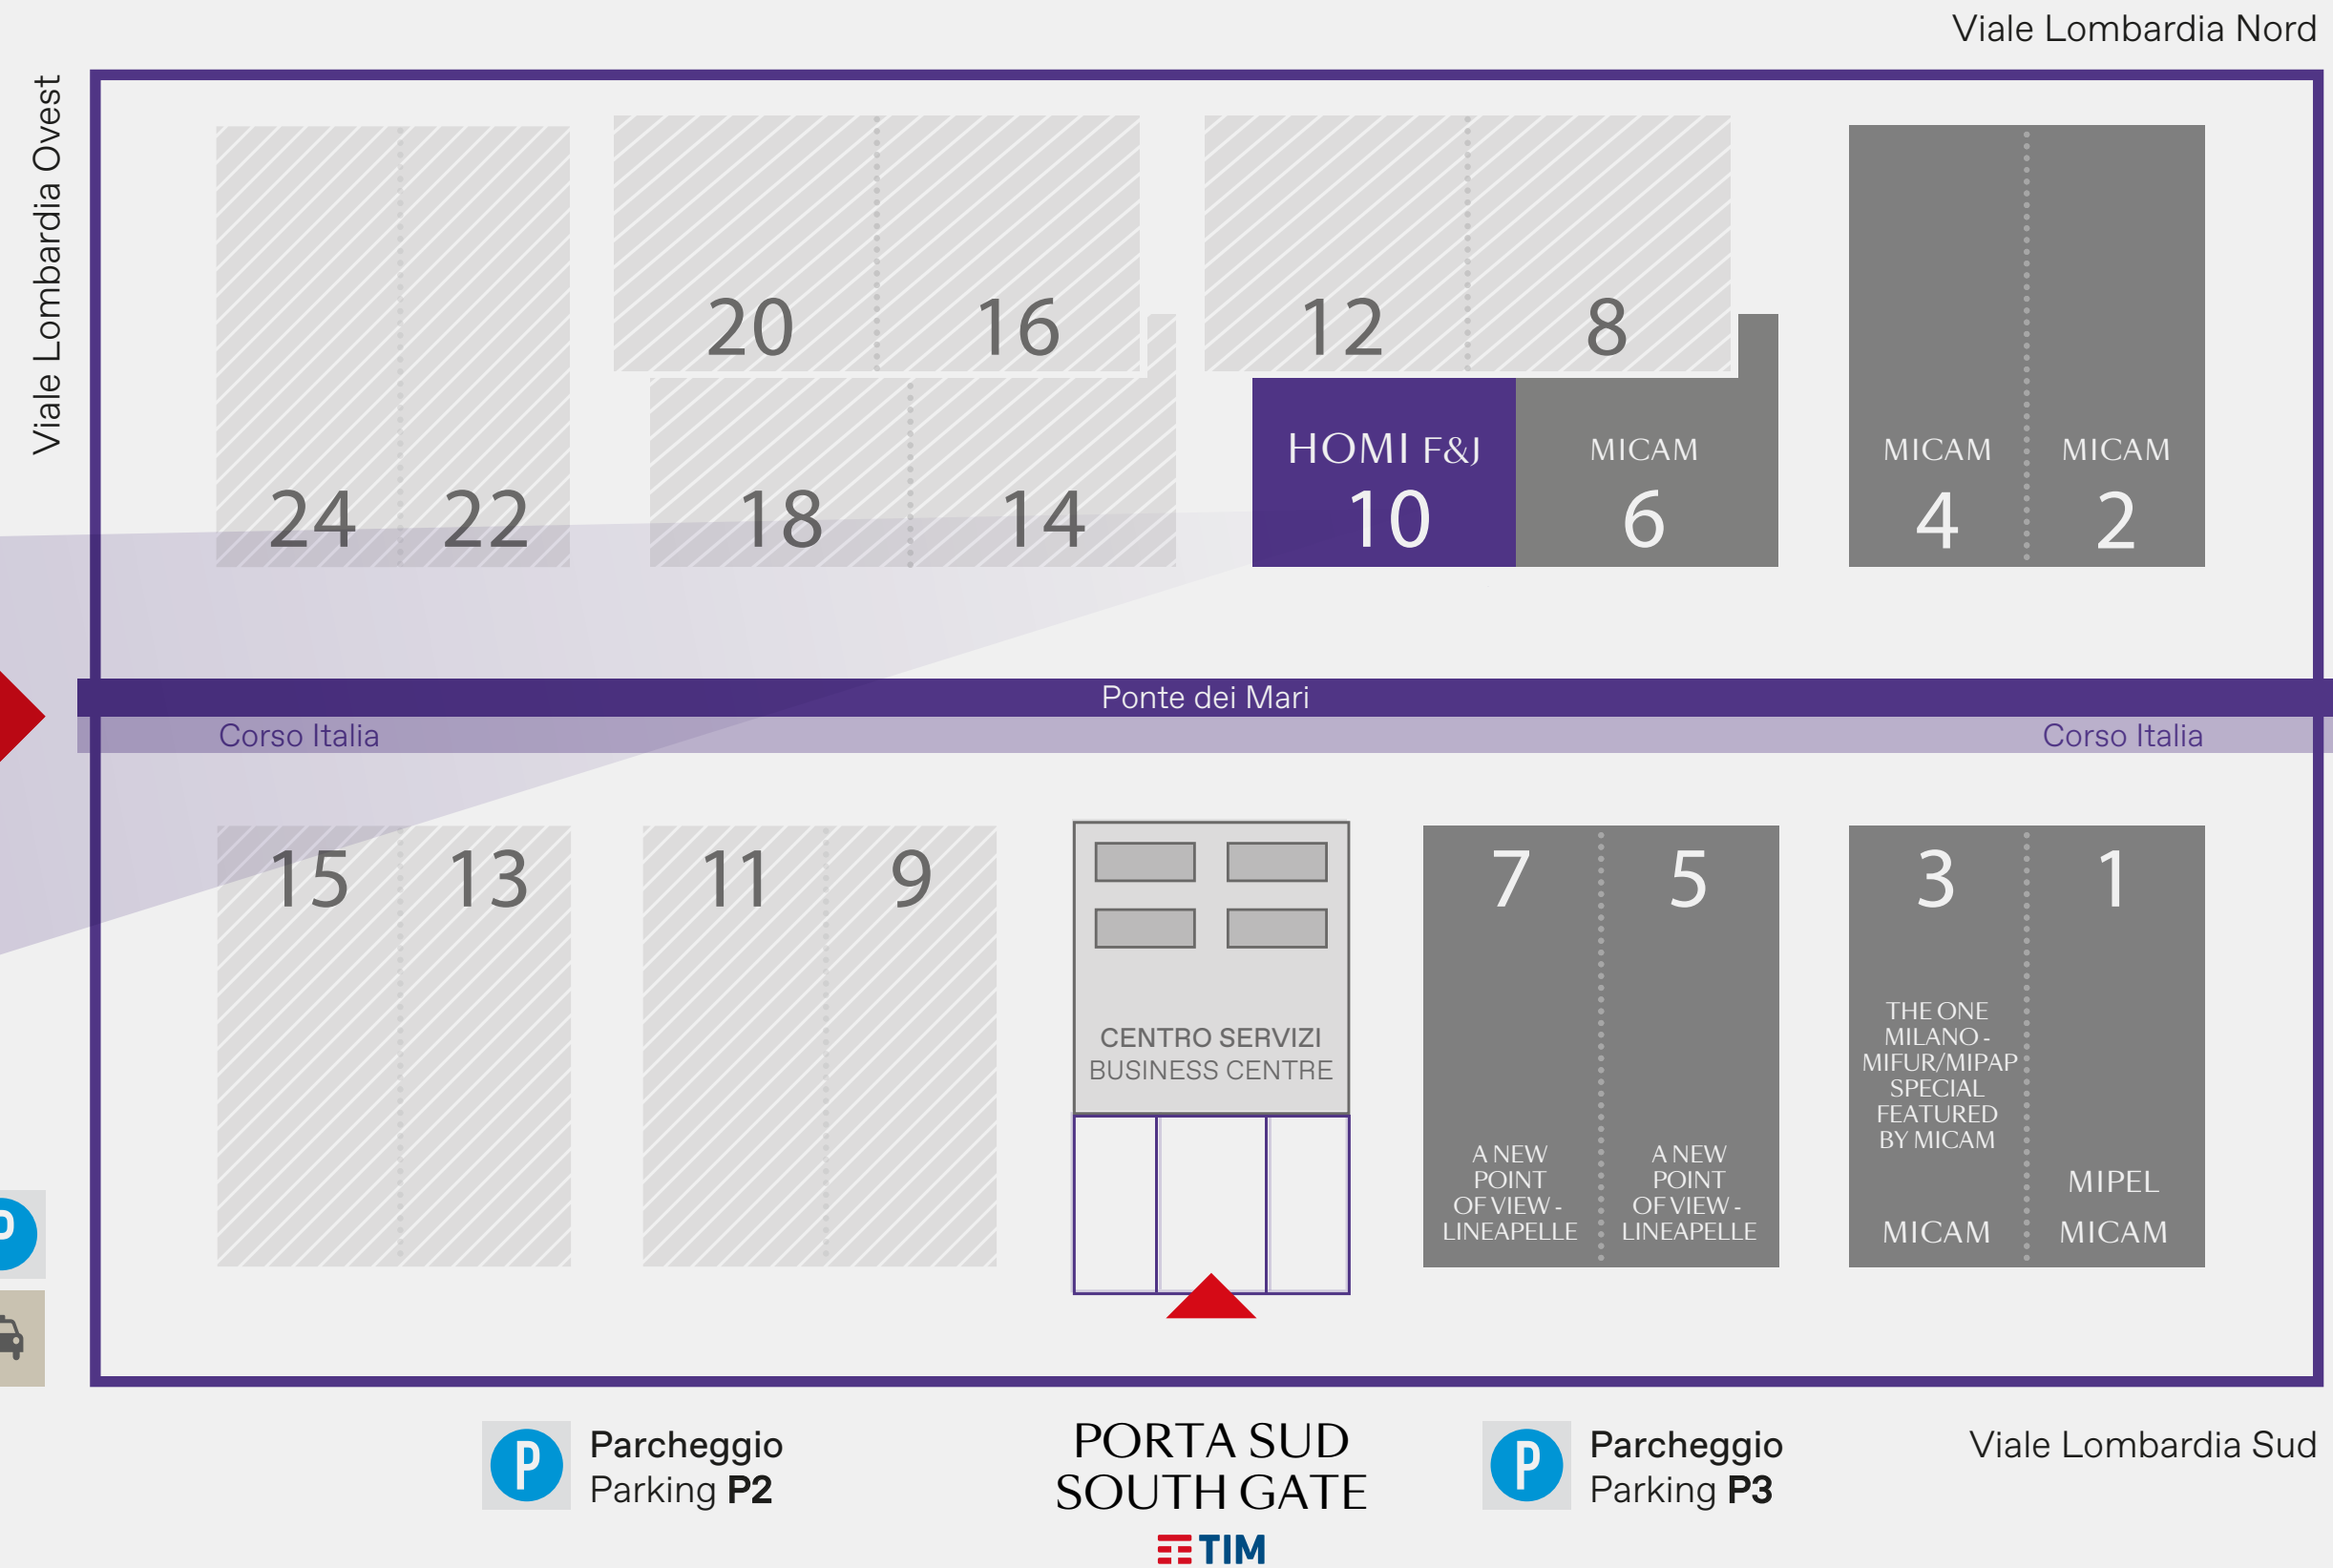 Viale Lombardia Nord
Viale Lombardia Ovest
20
16
12
8
24
22
18
14
HOMI F&J
10
MICAM
6
MICAM
4
MICAM
2
Ponte dei Mari
Corso Italia
Corso Italia
15
13
11
9
CENTRO SERVIZI
BUSINESS CENTRE
7
A NEW
POINT
OF VIEW -
LINEAPELLE
5
A NEW
POINT
OF VIEW -
LINEAPELLE
3
THE ONE
MILANO -
MIFUR/MIPAP
SPECIAL
FEATURED
BY MICAM
MICAM
1
MIPEL
MICAM
P
P
Parcheggio
Parking P2
PORTA SUD
SOUTH GATE
TIM
P
Parcheggio
Parking P3
Viale Lombardia Sud